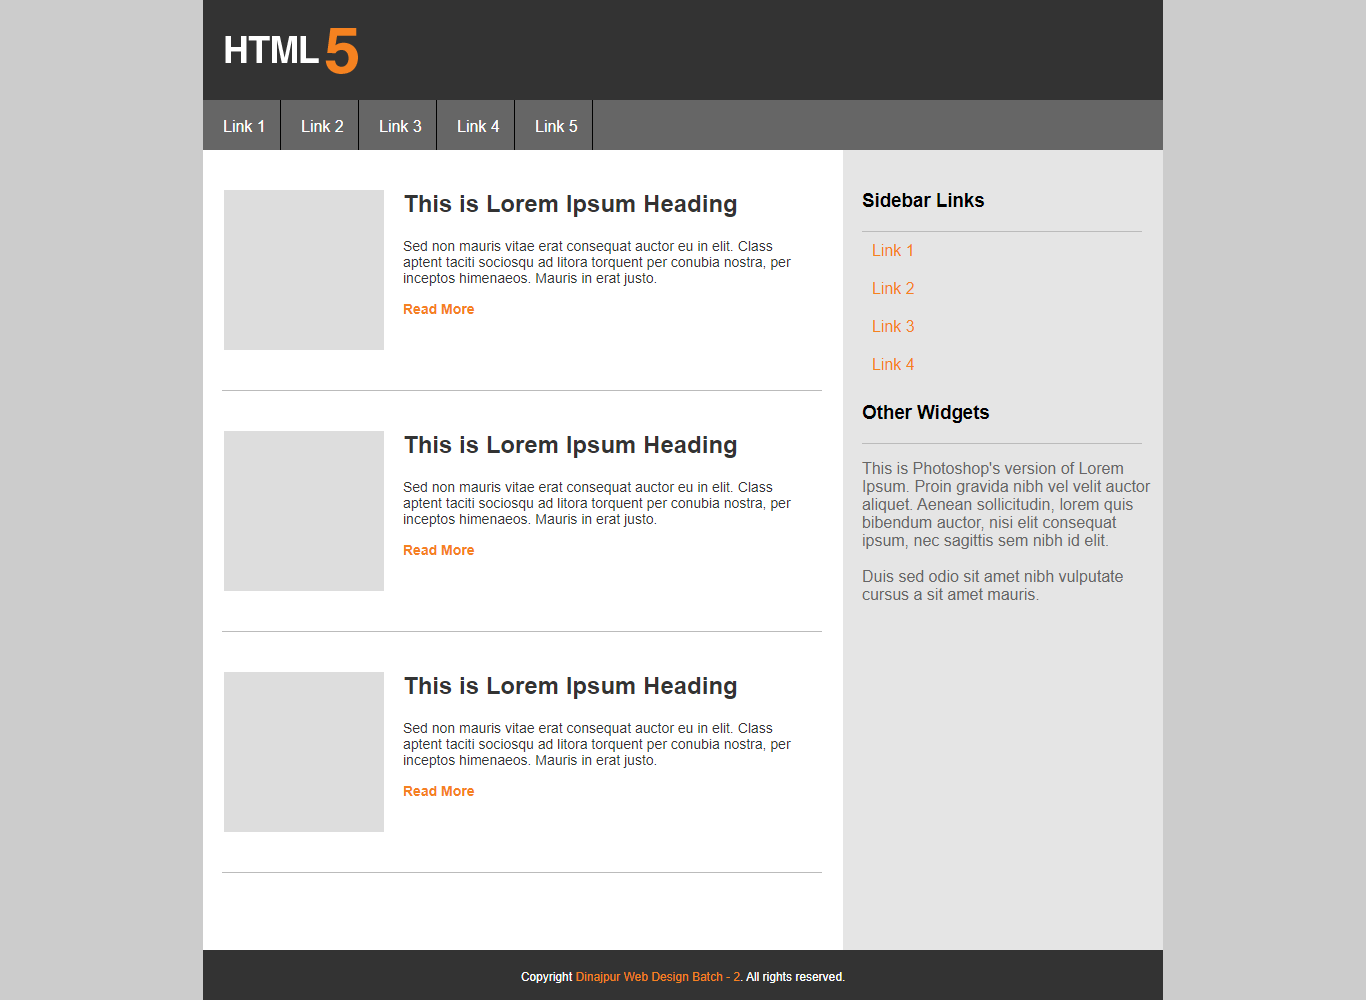 HTML 5
Link 1 Link 2 Link 3 Link 4 Link 5
This is Lorem Ipsum Heading
Sed non mauris vitae erat consequat auctor eu in elit. Class
aptent taciti sociosqu ad litora torquent per conubia nostra, per
inceptos himenaeos. Mauris in erat justo.
Read More
This is Lorem Ipsum Heading
Sed non mauris vitae erat consequat auctor eu in elit. Class
aptent taciti sociosqu ad litora torquent per conubia nostra, per
inceptos himenaeos. Mauris in erat justo.
Read More
This is Lorem Ipsum Heading
Sed non mauris vitae erat consequat auctor eu in elit. Class
aptent taciti sociosqu ad litora torquent per conubia nostra, per
inceptos himenaeos. Mauris in erat justo.
Read More
Sidebar Links
Link 1
Link 2
Link 3
Link 4
Other Widgets
This is Photoshop's version of Lorem
Ipsum. Proin gravida nibh vel velit auctor
aliquet. Aenean sollicitudin, lorem quis
bibendum auctor, nisi elit consequat
ipsum, nec sagittis sem nibh id elit.
Duis sed odio sit amet nibh vulputate
cursus a sit amet mauris.
Copyright Dinajpur Web Design Batch - 2. All rights reserved.